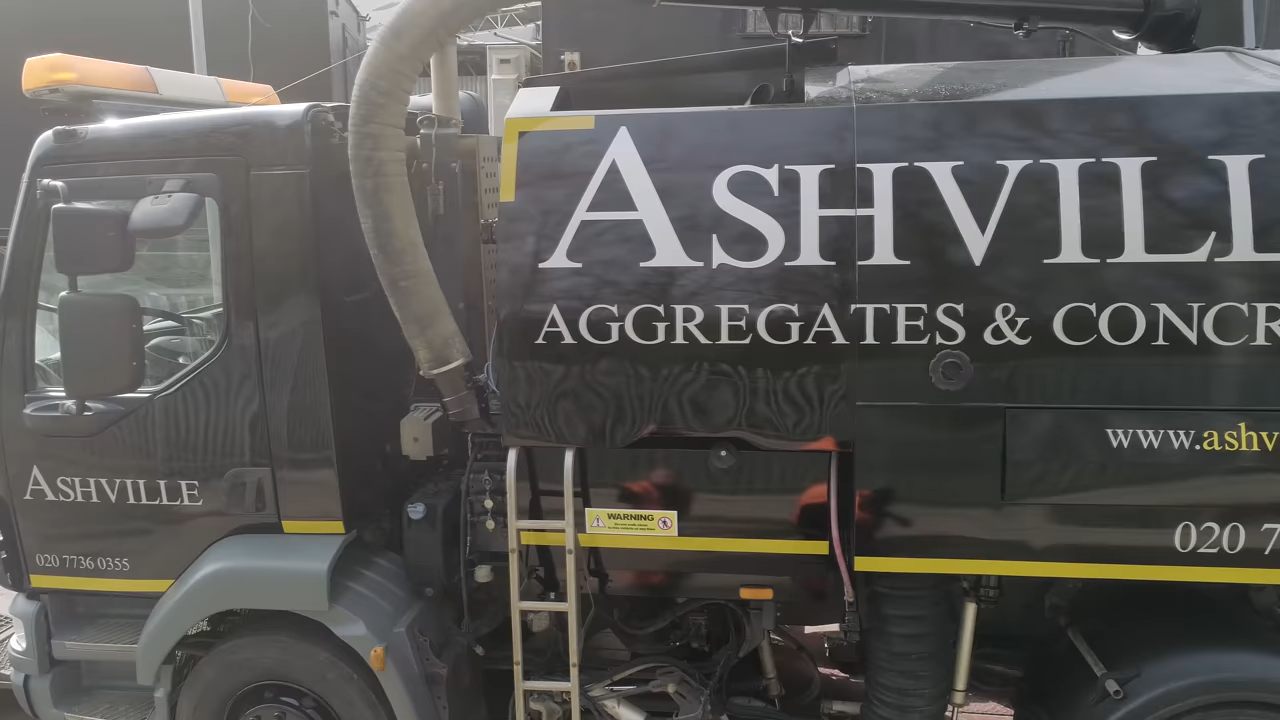 ASHVILL
AGGREGATES & CONCR
www.ashv
020 7
ASHVILLE
020 7736 0355
WARNING